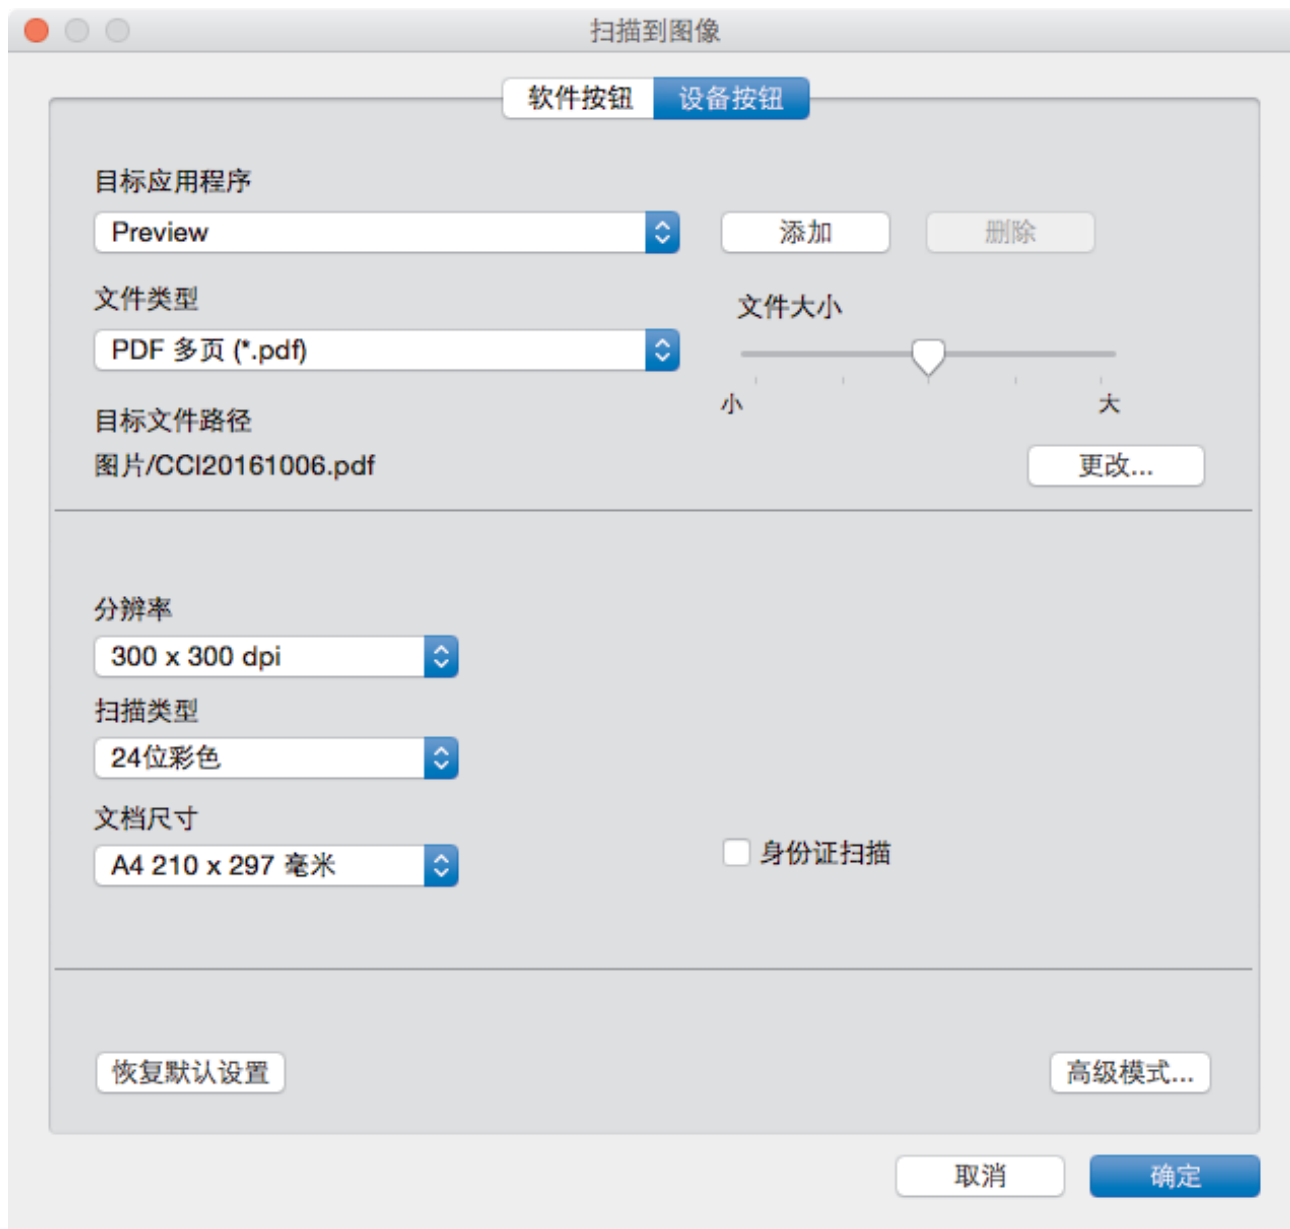 扫描到图像
软件按钮 设备按钮
目标应用程序
Preview 添加 删除
文件类型 文件大小
PDF 多页 (*.pdf)
小 大
目标文件路径
图片/CCI20161006.pdf 更改...
分辨率
300 x 300 dpi
扫描类型
24位彩色
文档尺寸
A4 210 x 297 毫米 身份证扫描
恢复默认设置 高级模式...
取消 确定